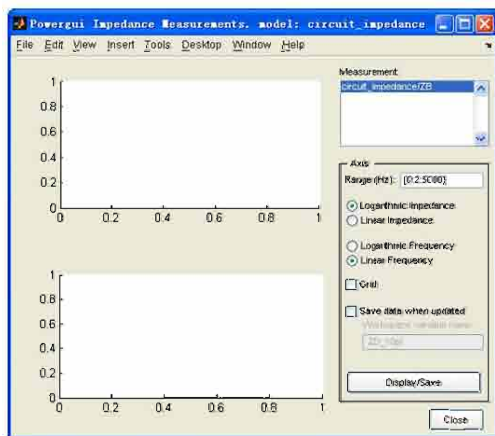 Powergui Impedance Measurements. model: circuit_impedance
File Edit View Insert Tools Desktop Window Help
1
0.8
0.6
0.4
0.2
0
0 0.2 0.4 0.6 0.8 1
1
0.8
0.6
0.4
0.2
0
0 0.2 0.4 0.6 0.8 1
Measurement:
circuit_impedance/ZB
Axis
Range(Hz): [0:2:5000]
Logarithmic Impedance
Linear Impedance
Logarithmic Frequency
Linear Frequency
Grid
Save data when updated
Workspace variable name
Display/Save
Close